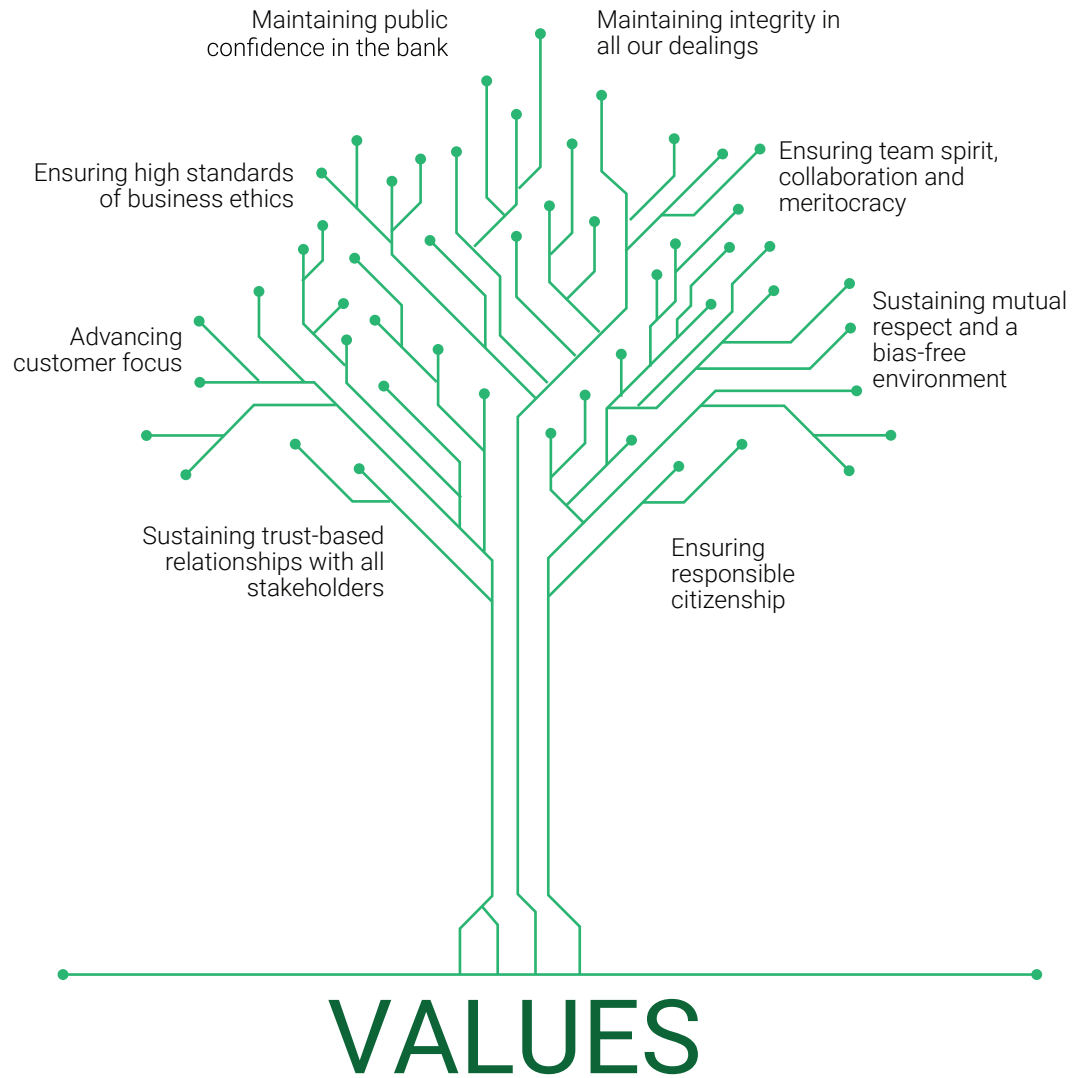 Maintaining public
confidence in the bank
Maintaining integrity in
all our dealings
Ensuring high standards
of business ethics
Ensuring team spirit,
collaboration and
meritocracy
Advancing
customer focus
Sustaining mutual
respect and a
bias-free
environment
Sustaining trust-based
relationships with all
stakeholders
Ensuring
responsible
citizenship
VALUES